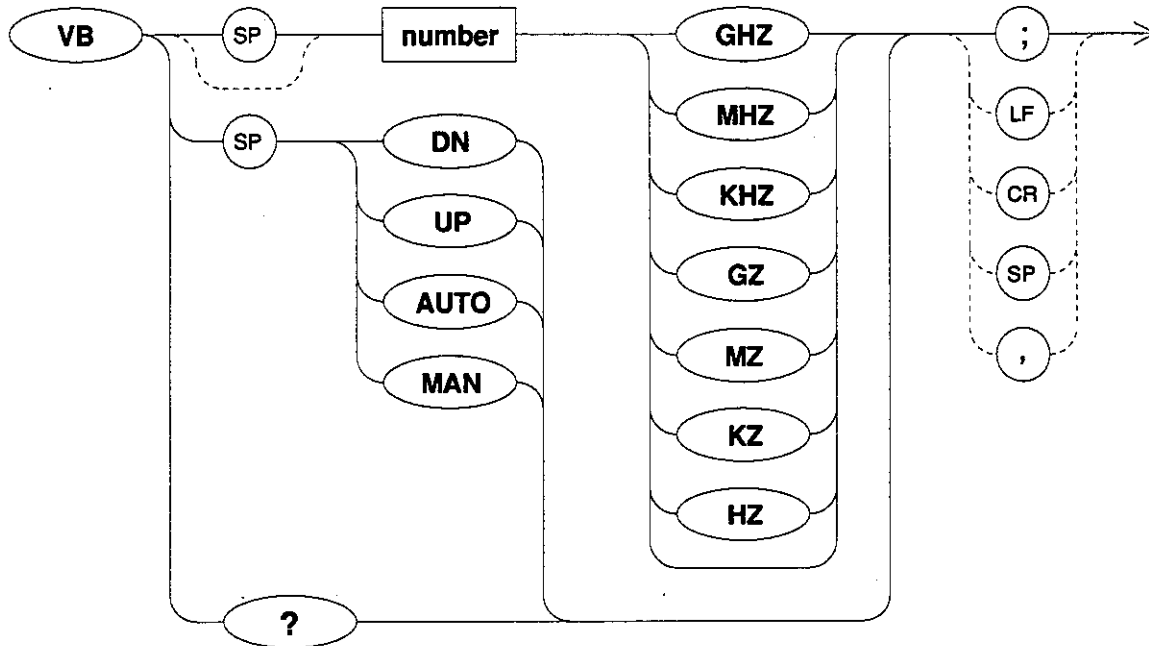 VB SP number GHZ ;
MHZ LF
SP DN
KHZ CR
UP
GZ SP
AUTO
MZ ,
MAN
KZ
HZ
?